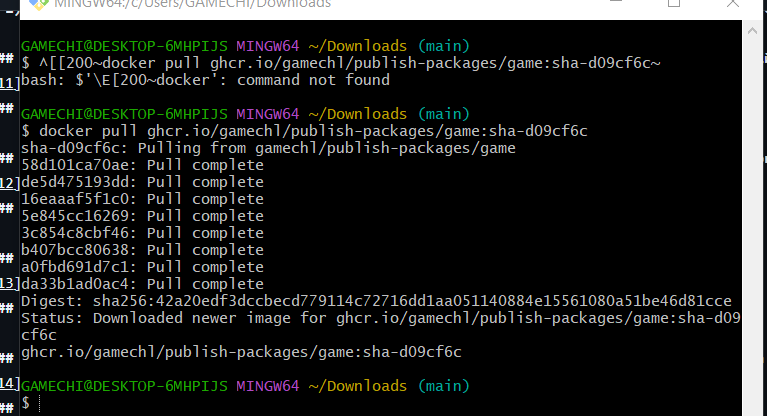 MINGW64:/c/Users/GAMECHI/Downloads
GAMECHI@DESKTOP-6MHPIJS MINGW64 ~/Downloads (main)
$ ^[[200~docker pull ghcr.io/gamechl/publish-packages/game:sha-d09cf6c~
bash: $'\E[200~docker': command not found
GAMECHI@DESKTOP-6MHPIJS MINGW64 ~/Downloads (main)
$ docker pull ghcr.io/gamechl/publish-packages/game:sha-d09cf6c
sha-d09cf6c: Pulling from gamechl/publish-packages/game
58d101ca70ae: Pull complete
de5d475193dd: Pull complete
16eaaaf5f1c0: Pull complete
5e845cc16269: Pull complete
3c854c8cbf46: Pull complete
b407bcc80638: Pull complete
a0fbd691d7c1: Pull complete
da33b1ad0ac4: Pull complete
Digest: sha256:42a20edf3dccbecd779114c72716dd1aa051140884e15561080a51be46d81cce
Status: Downloaded newer image for ghcr.io/gamechl/publish-packages/game:sha-d09
cf6c
ghcr.io/gamechl/publish-packages/game:sha-d09cf6c
GAMECHI@DESKTOP-6MHPIJS MINGW64 ~/Downloads (main)
$
##
11]
##
##
12]
##
##
13]
##
##
14]
##